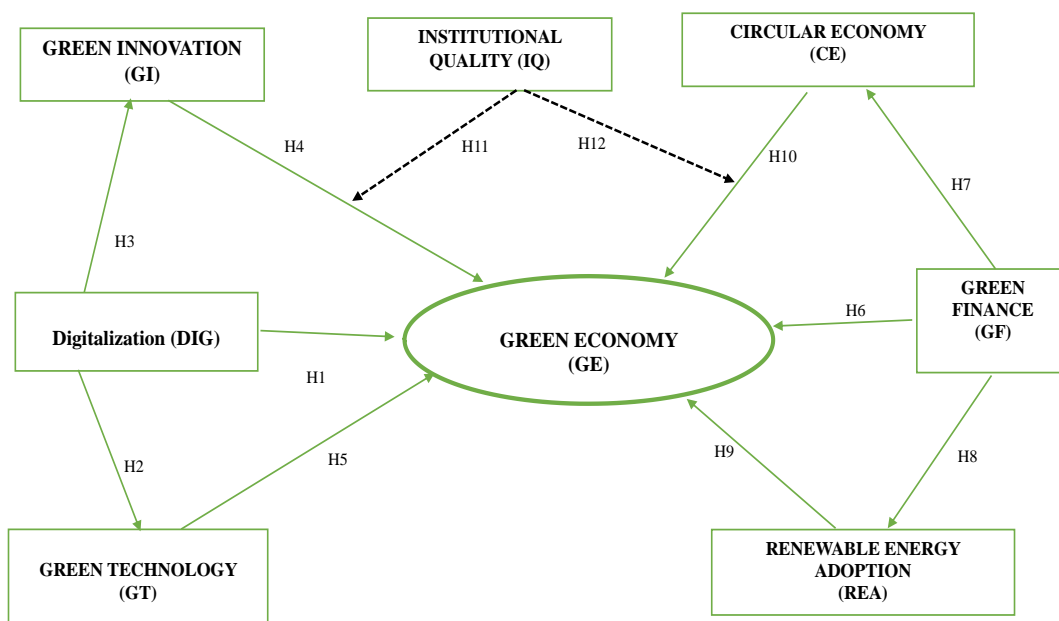 GREEN INNOVATION
(GI)
INSTITUTIONAL
QUALITY (IQ)
CIRCULAR ECONOMY
(CE)
H4
H11
H12
H10
H7
H3
Digitalization (DIG)
GREEN ECONOMY
(GE)
H6
GREEN
FINANCE
(GF)
H1
H2
H5
H9
H8
GREEN TECHNOLOGY
(GT)
RENEWABLE ENERGY
ADOPTION
(REA)